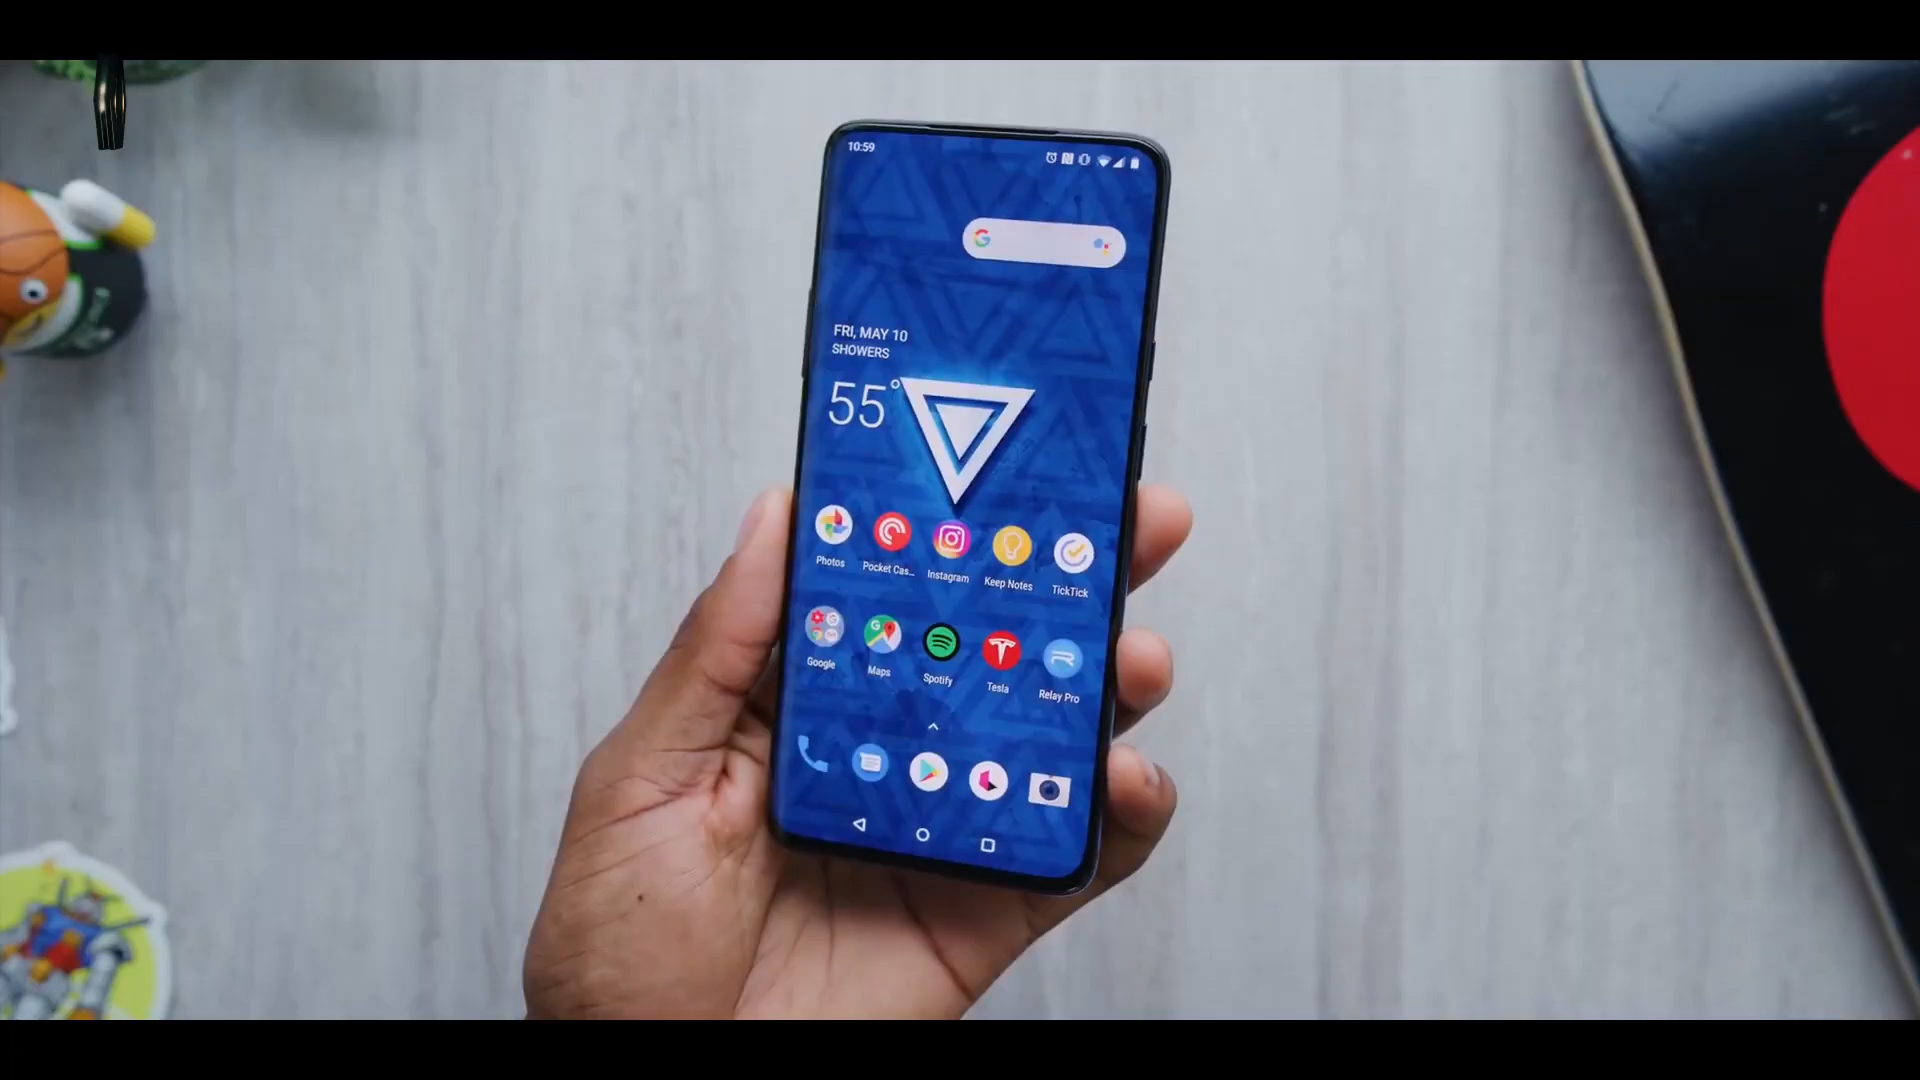 10:59
FRI, MAY 10
SHOWERS
55°
Photos
Pocket Cas...
Instagram
Keep Notes
TickTick
Google
Maps
Spotify
Tesla
Relay Pro